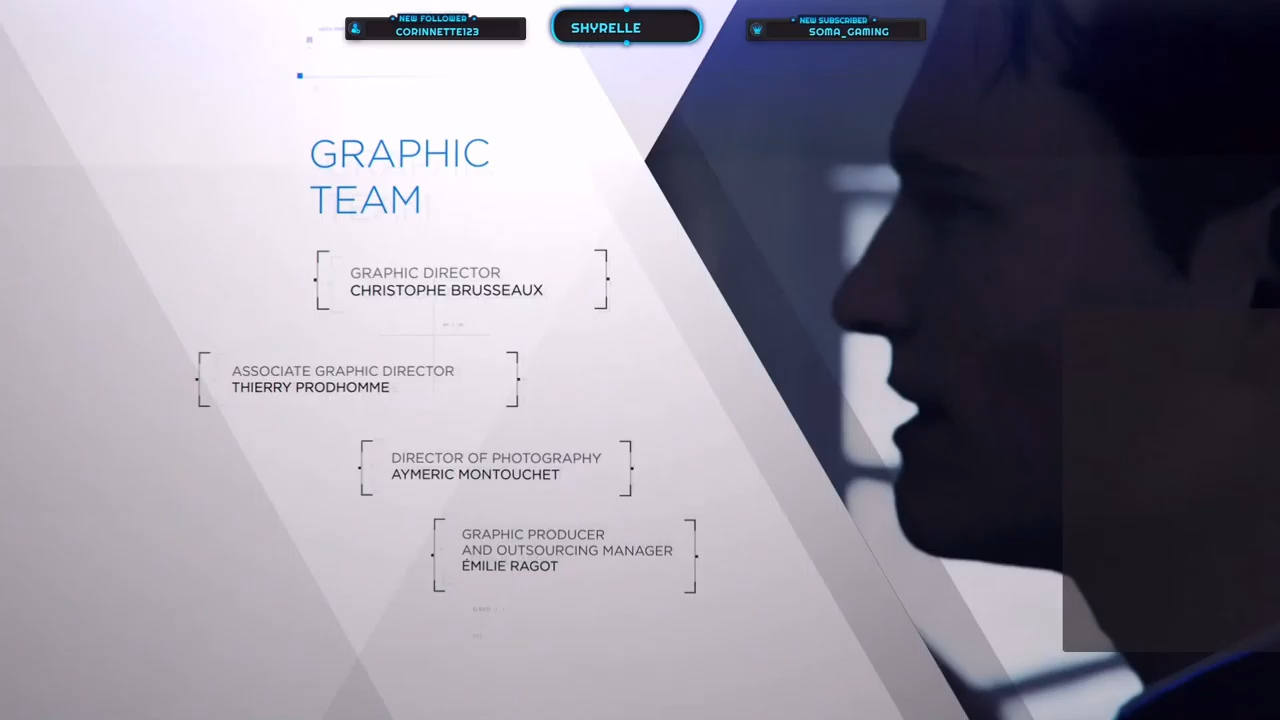 NEW FOLLOWER
CORINNETTE123
SHYRELLE
NEW SUBSCRIBER
SOMA_GAMING
GRAPHIC
TEAM
GRAPHIC DIRECTOR
CHRISTOPHE BRUSSEAUX
ASSOCIATE GRAPHIC DIRECTOR
THIERRY PRODHOMME
DIRECTOR OF PHOTOGRAPHY
AYMERIC MONTOUCHET
GRAPHIC PRODUCER
AND OUTSOURCING MANAGER
ÉMILIE RAGOT